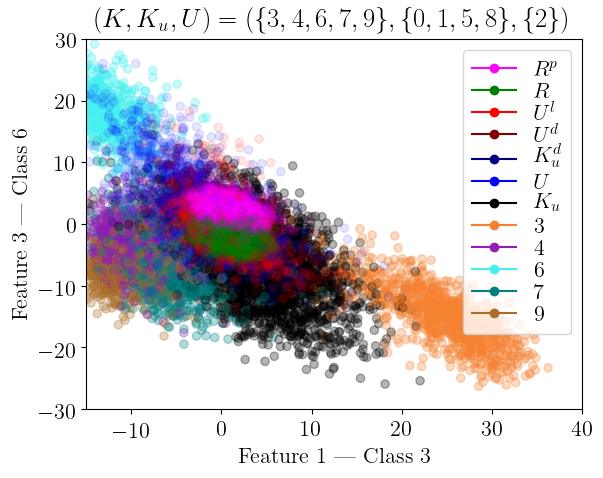 (K, K_u, U) = ({3, 4, 6, 7, 9}, {0, 1, 5, 8}, {2})
30
20
10
0
−10
−20
−30
Feature 3 — Class 6
R^p
R
U^l
U^d
K_u^d
U
K_u
3
4
6
7
9
−10
0
10
20
30
40
Feature 1 — Class 3